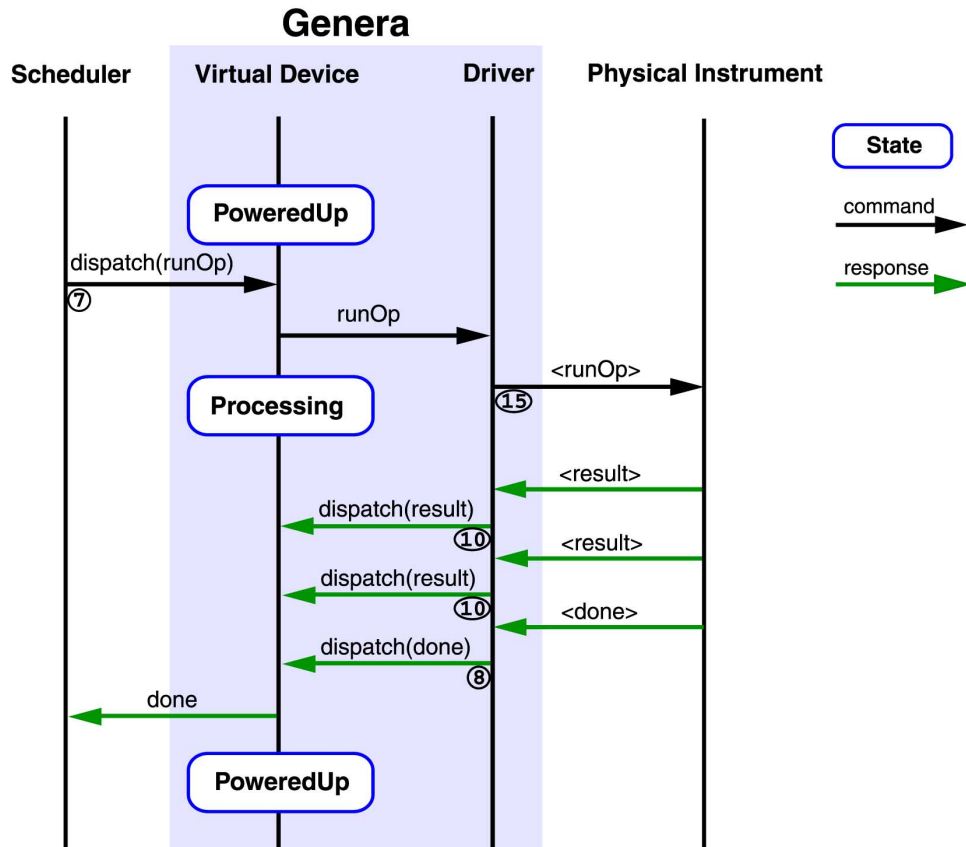 Genera
Scheduler
Virtual Device
Driver
Physical Instrument
State
command
response
PoweredUp
dispatch(runOp)
7
runOp
<runOp>
15
Processing
<result>
dispatch(result)
10
<result>
dispatch(result)
10
<done>
dispatch(done)
8
done
PoweredUp